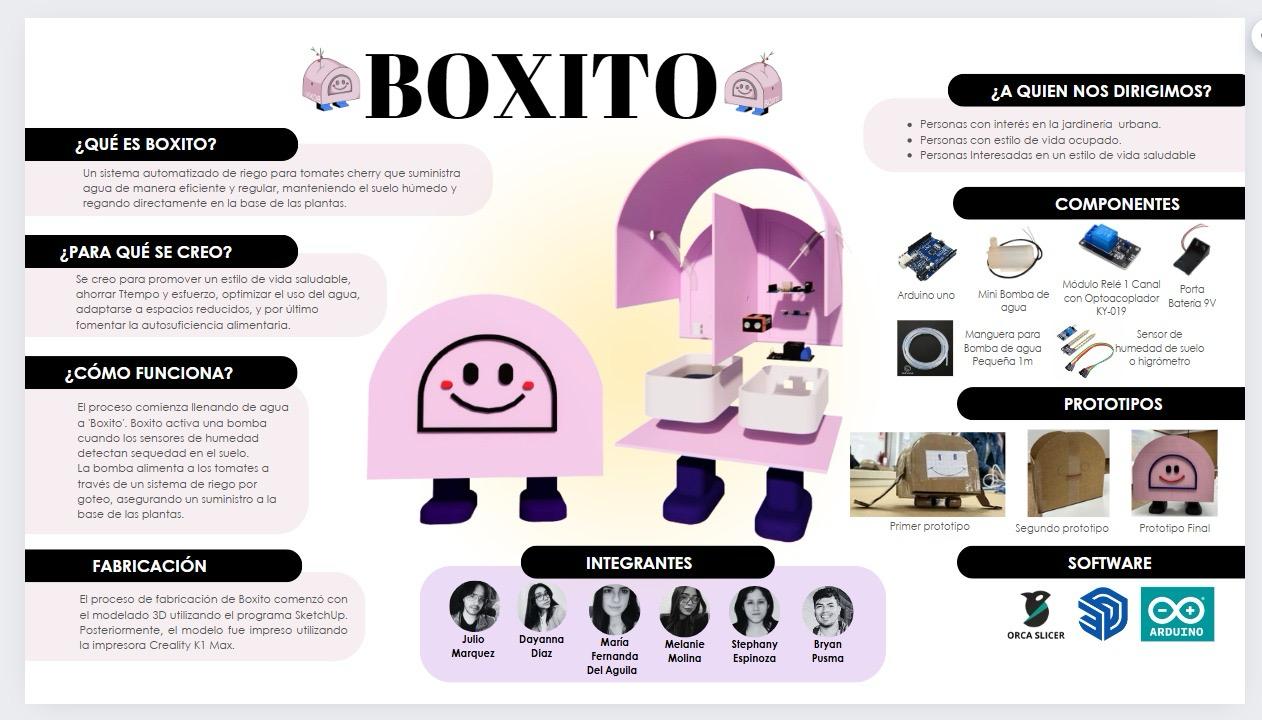 BOXITO
¿QUÉ ES BOXITO?
Un sistema automatizado de riego para tomates cherry que suministra
agua de manera eficiente y regular, manteniendo el suelo húmedo y
regando directamente en la base de las plantas.
¿PARA QUÉ SE CREO?
Se creo para promover un estilo de vida saludable,
ahorrar Ttempo y estuerzo, optimizar el uso del agua,
adaptarse a espacios reducidos, y por último
fomentar la autosuficiencia alimentaria.
¿CÓMO FUNCIONA?
El proceso comienza llenando de agua
a 'Boxito'. Boxito activa una bomba
cuando los sensores de humedad
detectan sequedad en el suelo.
La bomba alimenta a los tomates a
través de un sistema de riego por
goteo, asegurando un suministro a la
base de las plantas.
FABRICACIÓN
El proceso de fabricación de Boxito comenzó con
el modelado 3D utilizando el programa SketchUp.
Posteriormente, el modelo fue impreso utilizando
la impresora Creality K1 Max.
INTEGRANTES
Julio
Marquez
Dayanna
Diaz
María
Fernanda
Del Aguila
Melanie
Molina
Stephany
Espinoza
Bryan
Pusma
¿A QUIEN NOS DIRIGIMOS?
Personas con interés en la jardinería urbana.
Personas con estilo de vida ocupado.
Personas Interesadas en un estilo de vida saludable
COMPONENTES
Arduino uno
Mini Bomba de
agua
Módulo Relé 1 Canal
con Optoacoplador
KY-019
Porta
Batería 9V
Manguera para
Bomba de agua
Pequeña 1m
Sensor de
humedad de suelo
o higrómetro
PROTOTIPOS
Primer prototipo
Segundo prototipo
Prototipo Final
SOFTWARE
ORCA SLICER
ARDUINO